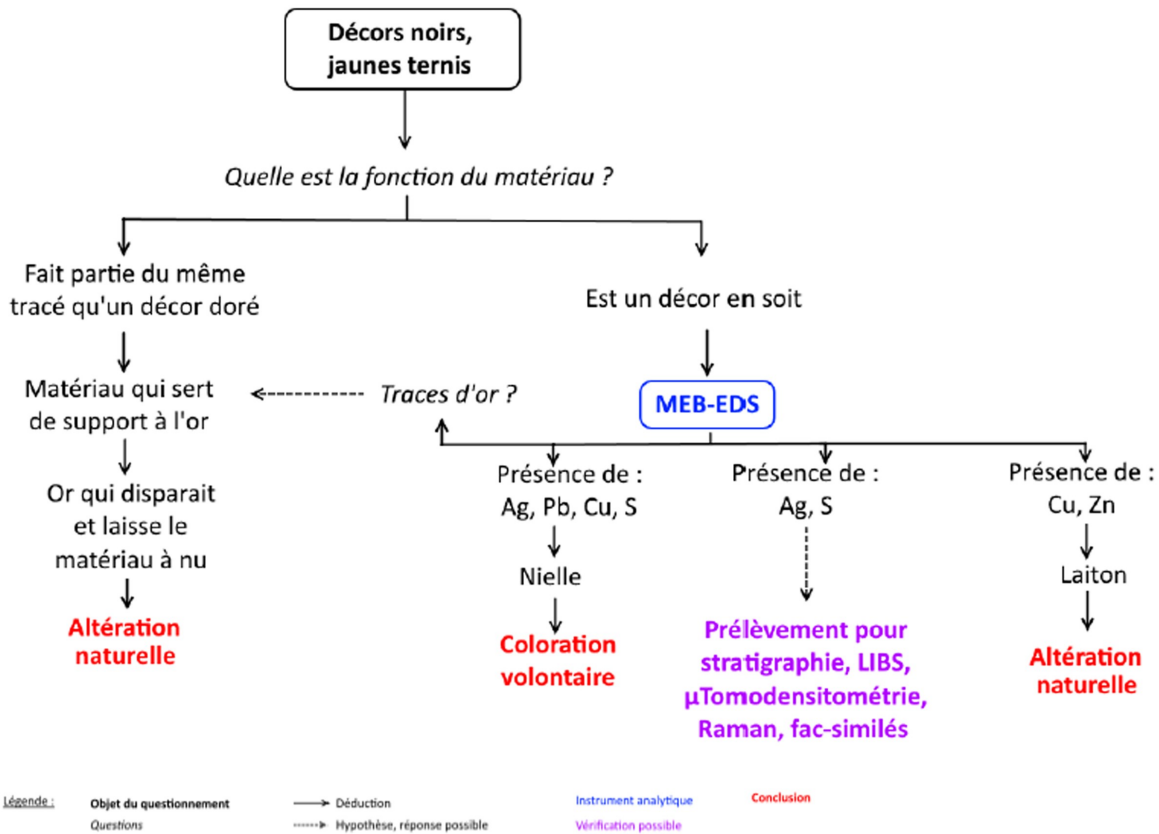 Décors noirs,
jaunes ternis
Quelle est la fonction du matériau ?
Fait partie du même
tracé qu'un décor doré
Est un décor en soit
Matériau qui sert
de support à l'or
Traces d'or ?
MEB-EDS
Or qui disparait
et laisse le
matériau à nu
Présence de :
Ag, Pb, Cu, S
Présence de :
Ag, S
Présence de :
Cu, Zn
Nielle
Laiton
Altération
naturelle
Coloration
volontaire
Prélèvement pour
stratigraphie, LIBS,
µTomodensitométrie,
Raman, fac-similés
Altération
naturelle
Légende :
Objet du questionnement
Déduction
Instrument analytique
Conclusion
Questions
Hypothèse, réponse possible
Vérification possible